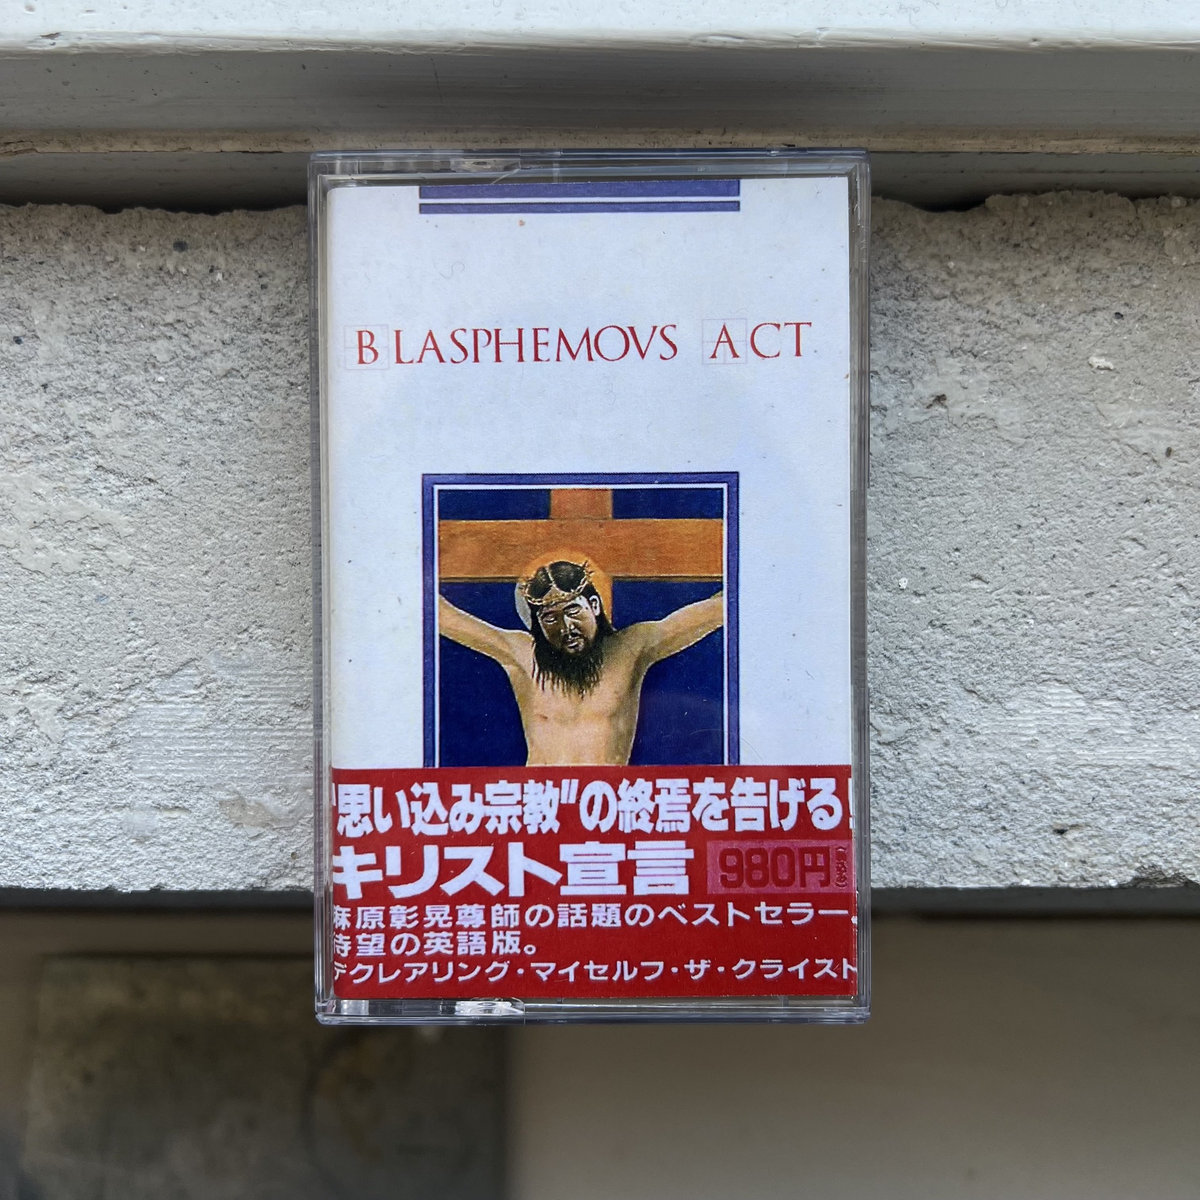 BLASPHEMOVS ACT
"思い込み宗教"の終焉を告げる!
キリスト宣言 980円
麻原彰晃尊師の話題のベストセラー、
待望の英語版。
デクレアリング・マイセルフ・ザ・クライスト